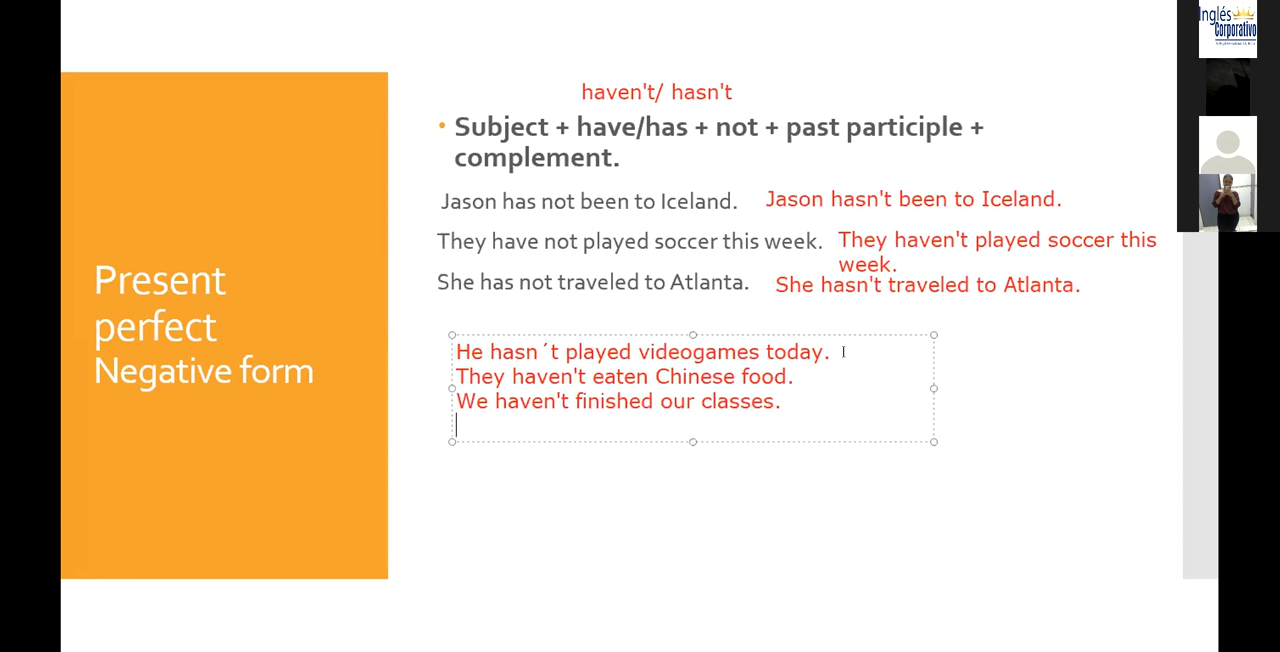 Inglés
Corporativo
haven't/ hasn't
• Subject + have/has + not + past participle +
complement.
Jason has not been to Iceland. Jason hasn't been to Iceland.
They have not played soccer this week. They haven't played soccer this
week.
She has not traveled to Atlanta. She hasn't traveled to Atlanta.
Present
perfect
Negative form
He hasn´t played videogames today.
They haven't eaten Chinese food.
We haven't finished our classes.